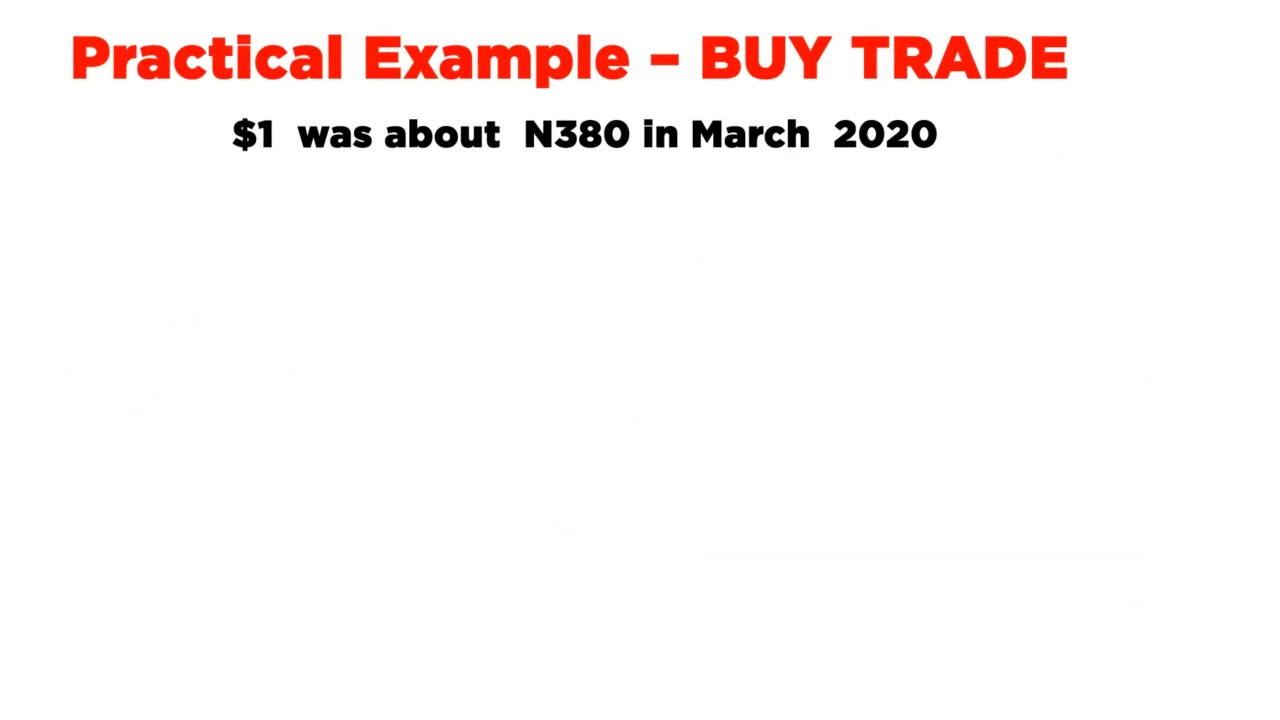 Practical Example – BUY TRADE
$1 was about N380 in March 2020